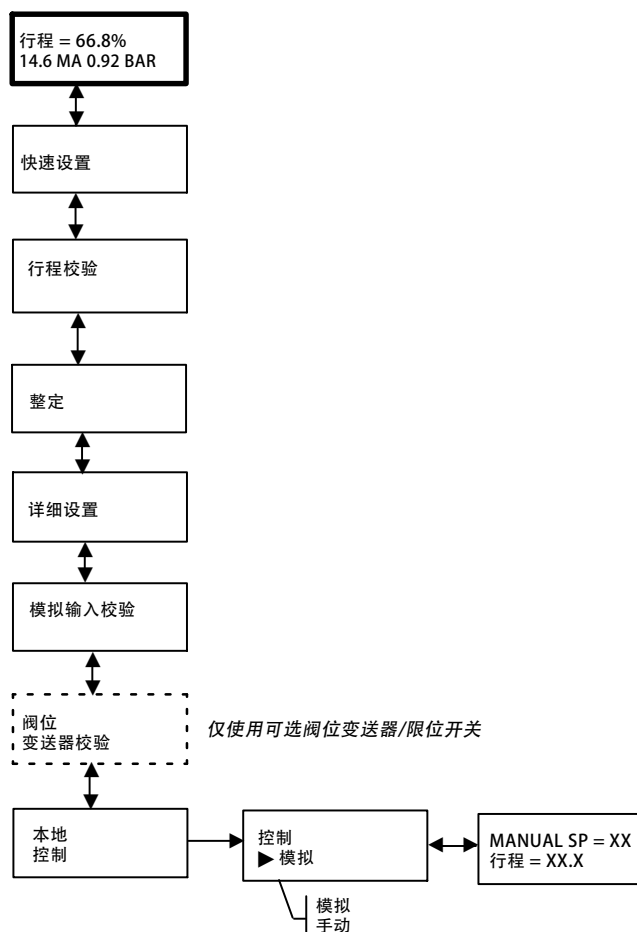 行程 = 66.8%
14.6 MA 0.92 BAR
快速设置
行程校验
整定
详细设置
模拟输入校验
阀位
变送器校验
仅使用可选阀位变送器/限位开关
本地
控制
控制
▶ 模拟
MANUAL SP = XX
行程 = XX.X
模拟
手动